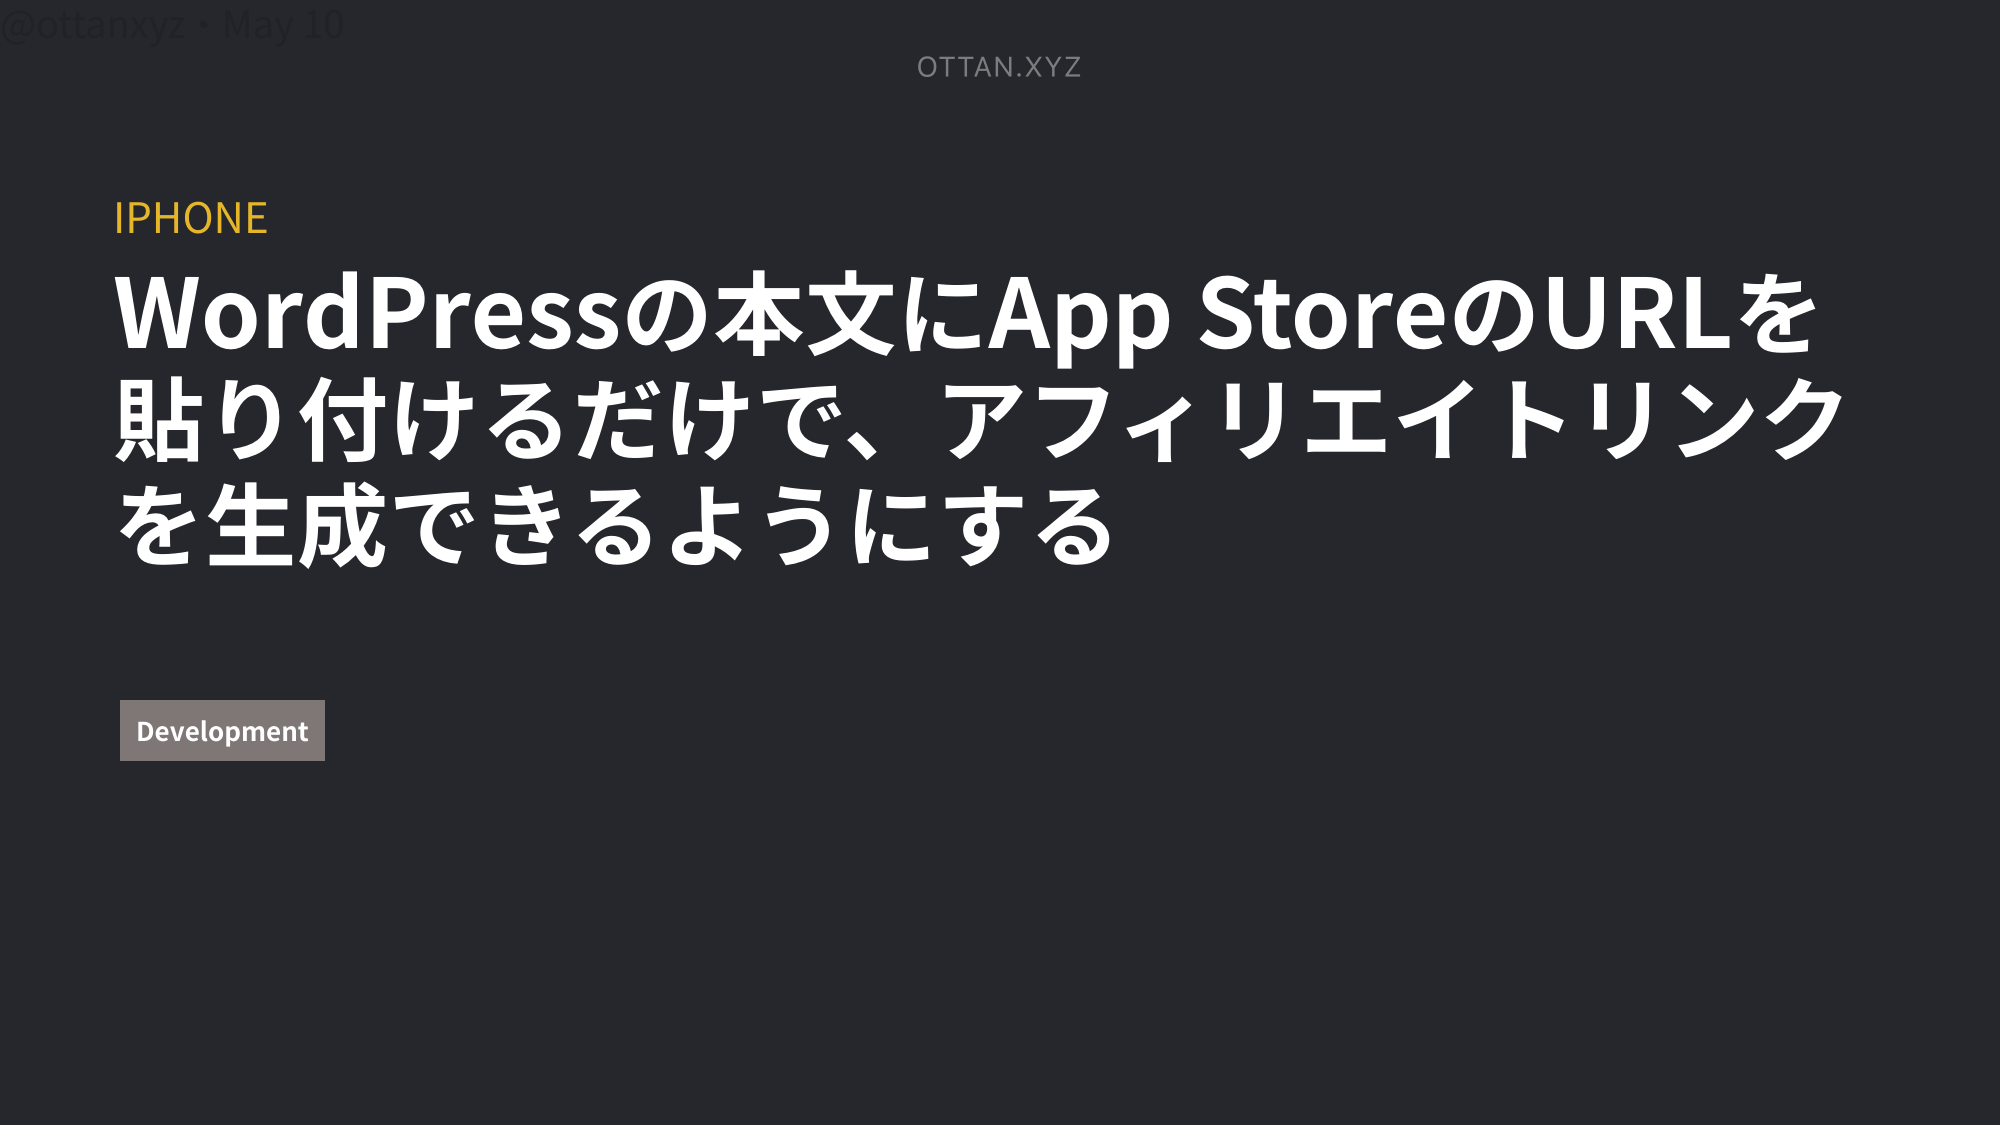 @ottanxyz・May 10
OTTAN.XYZ
IPHONE
WordPressの本文にApp StoreのURLを
貼り付けるだけで、アフィリエイトリンク
を生成できるようにする
Development